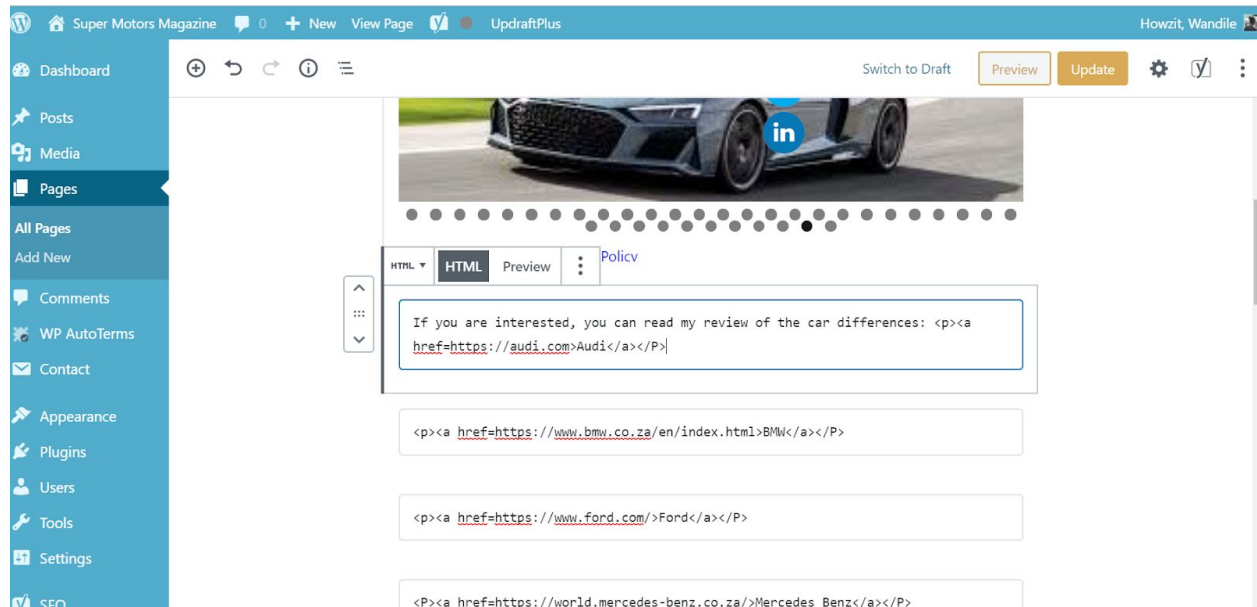 Super Motors Magazine 0 New View Page UpdraftPlus Howzit, Wandile
Dashboard
Switch to Draft Preview Update
Posts
Media
Pages
All Pages
Add New
Comments
WP AutoTerms
Contact
Appearance
Plugins
Users
Tools
Settings
SEO
in
Policy
HTML HTML Preview
If you are interested, you can read my review of the car differences: <p><a
href=https://audi.com>Audi</a></P>
<p><a href=https://www.bmw.co.za/en/index.html>BMW</a></P>
<p><a href=https://www.ford.com/>Ford</a></P>
<P><a href=https://world.mercedes-benz.co.za/>Mercedes Benz</a></P>